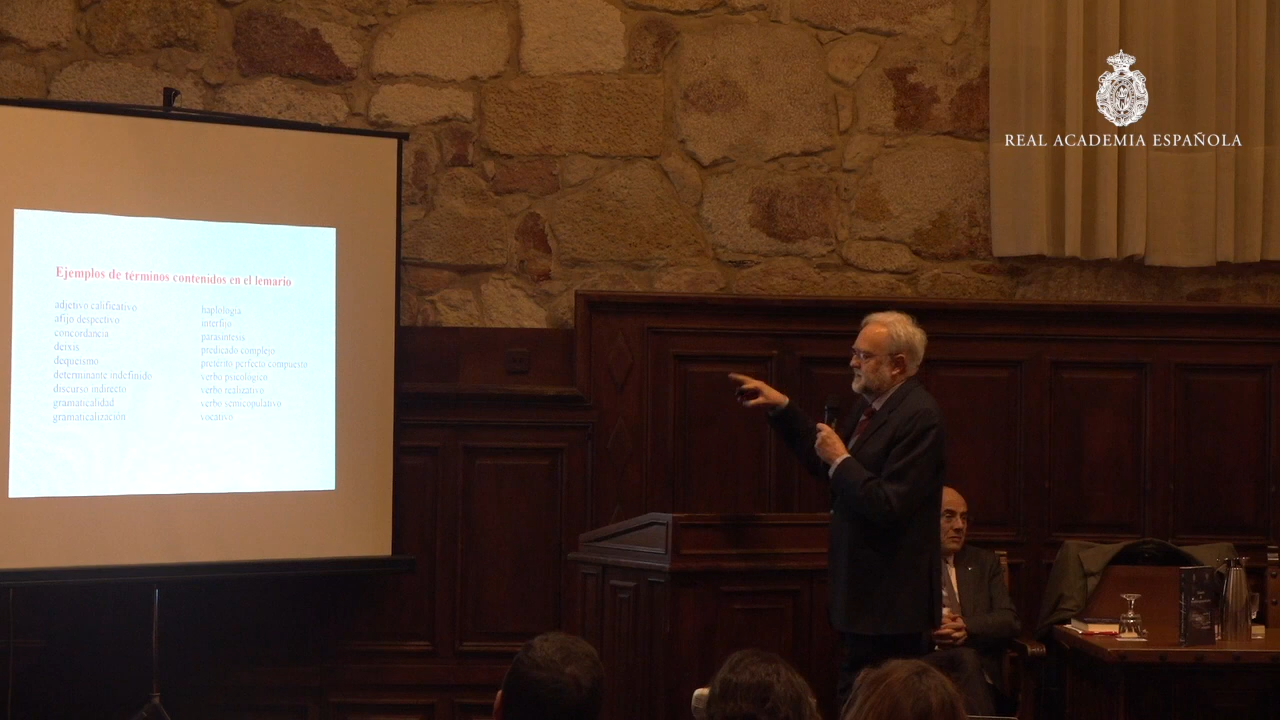 REAL ACADEMIA ESPAÑOLA
Ejemplos de términos contenidos en el lemario
adjetivo calificativo
afijo despectivo
concordancia
deixis
dequeísmo
determinante indefinido
discurso indirecto
gramaticalidad
gramaticalización
haplología
interfijo
parasíntesis
predicado complejo
pretérito perfecto compuesto
verbo psicológico
verbo realizativo
verbo semicopulativo
vocativo